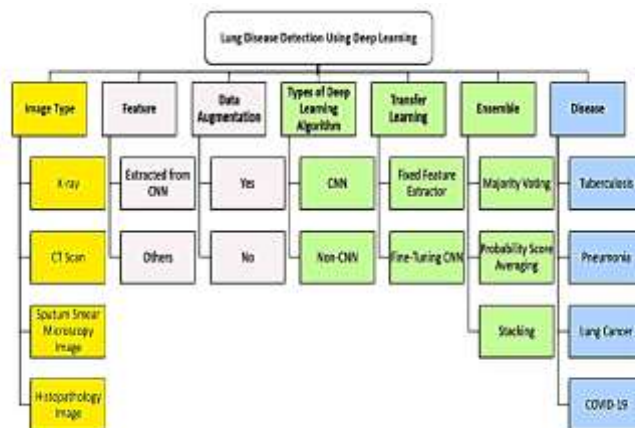 Lung Disease Detection Using Deep Learning
Image Type
Feature
Data
Augmentation
Types of Deep
Learning
Algorithm
Transfer
Learning
Ensemble
Disease
X-ray
Extracted from
CNN
Yes
CNN
Fixed Feature
Extractor
Majority Voting
Tuberculosis
CT Scan
Others
No
Non-CNN
Fine-Tuning CNN
Probability Score
Averaging
Pneumonia
Sputum Smear
Microscopy
Image
Stacking
Lung Cancer
Histopathology
Image
COVID-19